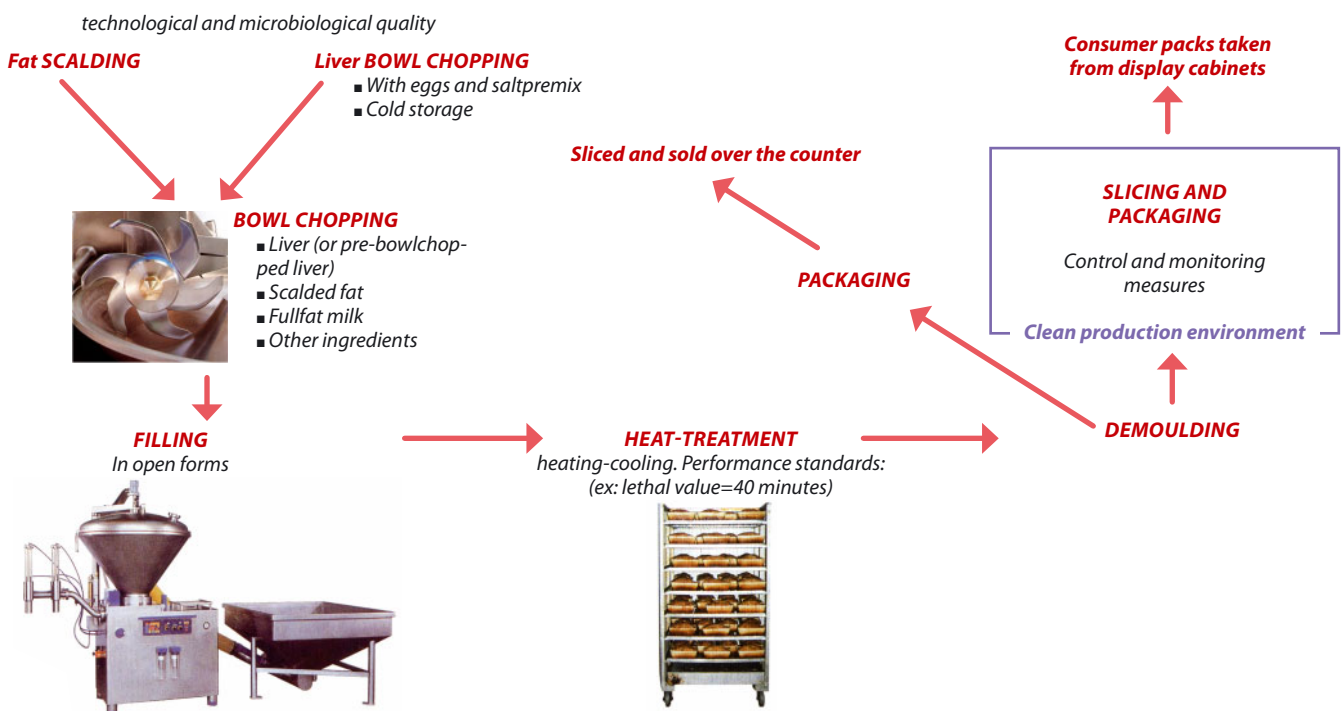 technological and microbiological quality
Fat SCALDING
Liver BOWL CHOPPING
■ With eggs and saltpremix
■ Cold storage
BOWL CHOPPING
■ Liver (or pre-bowlchop-
ped liver)
■ Scalded fat
■ Fullfat milk
■ Other ingredients
FILLING
In open forms
HEAT-TREATMENT
heating-cooling. Performance standards:
(ex: lethal value=40 minutes)
DEMOULDING
PACKAGING
Sliced and sold over the counter
SLICING AND
PACKAGING
Control and monitoring
measures
Clean production environment
Consumer packs taken
from display cabinets